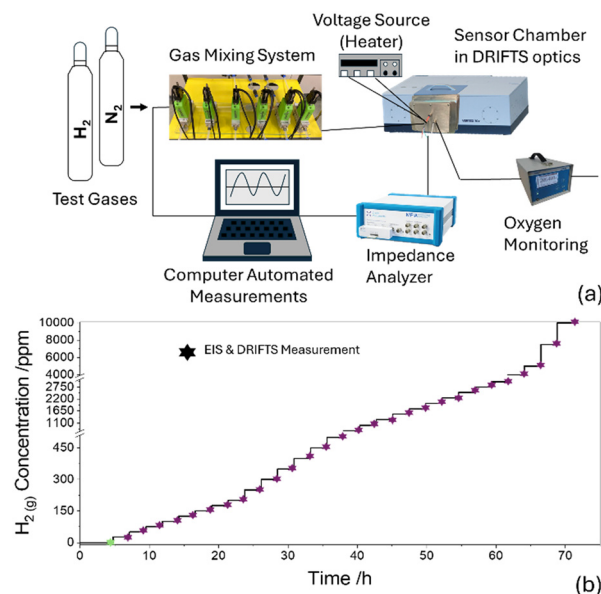 (a)
Voltage Source
(Heater)
Sensor Chamber
in DRIFTS optics
Gas Mixing System
H2
N2
Test Gases
Computer Automated
Measurements
Impedance
Analyzer
Oxygen
Monitoring
(a)
10000
8000
6000
4000
2750
2200
1650
1100
450
300
150
0
EIS & DRIFTS Measurement
H2 (g) Concentration /ppm
0
10
20
30
40
50
60
70
Time /h
(b)